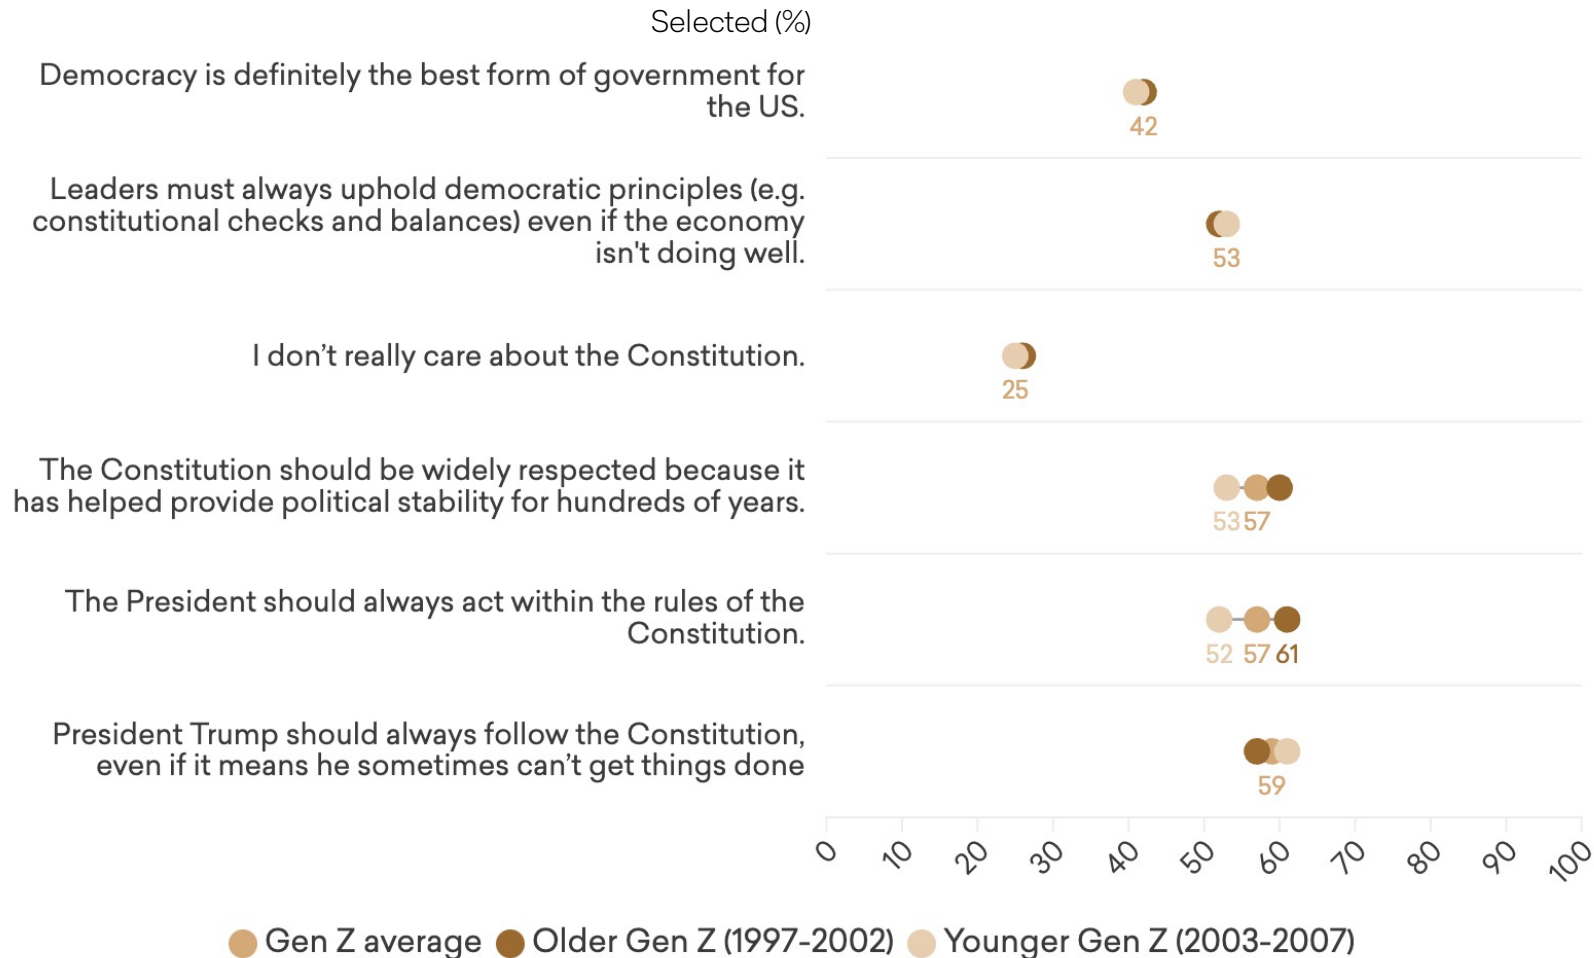 Selected (%)
Democracy is definitely the best form of government for
the US.
42
Leaders must always uphold democratic principles (e.g.
constitutional checks and balances) even if the economy
isn't doing well.
53
I don’t really care about the Constitution.
25
The Constitution should be widely respected because it
has helped provide political stability for hundreds of years.
53 57
The President should always act within the rules of the
Constitution.
52 57 61
President Trump should always follow the Constitution,
even if it means he sometimes can’t get things done
59
0 10 20 30 40 50 60 70 80 90 100
Gen Z average Older Gen Z (1997-2002) Younger Gen Z (2003-2007)